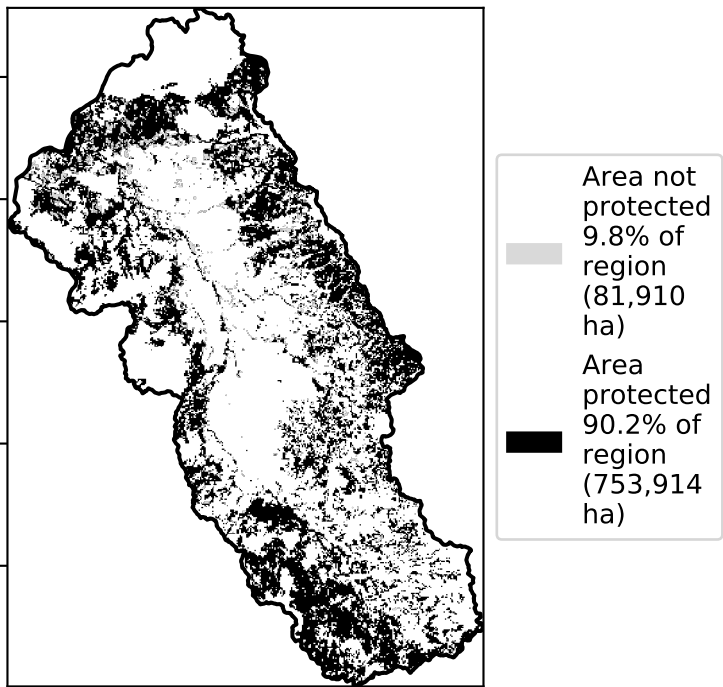 Area not
protected
9.8% of
region
(81,910
ha)
Area
protected
90.2% of
region
(753,914
ha)